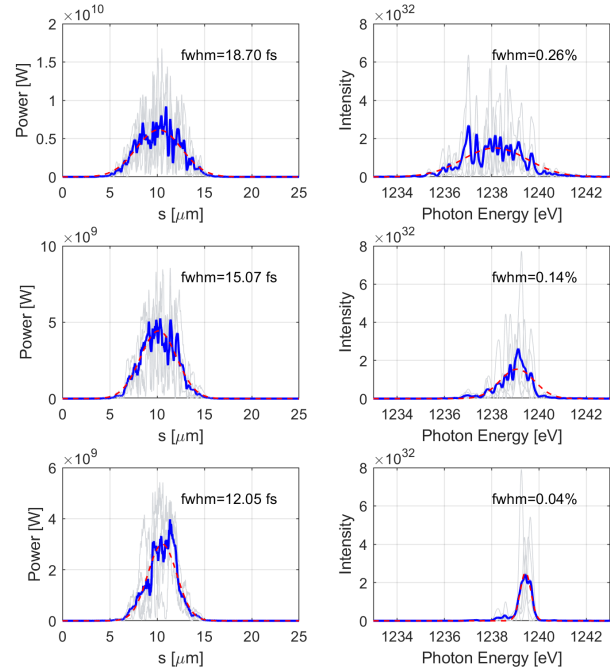 ×10^10
2
1.5
1
0.5
0
Power [W]
fwhm=18.70 fs
0 5 10 15 20 25
s [μm]
×10^32
8
6
4
2
0
Intensity
fwhm=0.26%
1234 1236 1238 1240 1242
Photon Energy [eV]
×10^9
10
5
0
Power [W]
fwhm=15.07 fs
0 5 10 15 20 25
s [μm]
×10^32
8
6
4
2
0
Intensity
fwhm=0.14%
1234 1236 1238 1240 1242
Photon Energy [eV]
×10^9
6
4
2
0
Power [W]
fwhm=12.05 fs
0 5 10 15 20 25
s [μm]
×10^32
8
6
4
2
0
Intensity
fwhm=0.04%
1234 1236 1238 1240 1242
Photon Energy [eV]